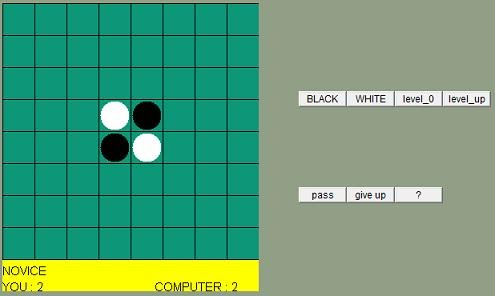 BLACK WHITE level_0 level_up
pass give up ?
NOVICE
YOU : 2 COMPUTER : 2